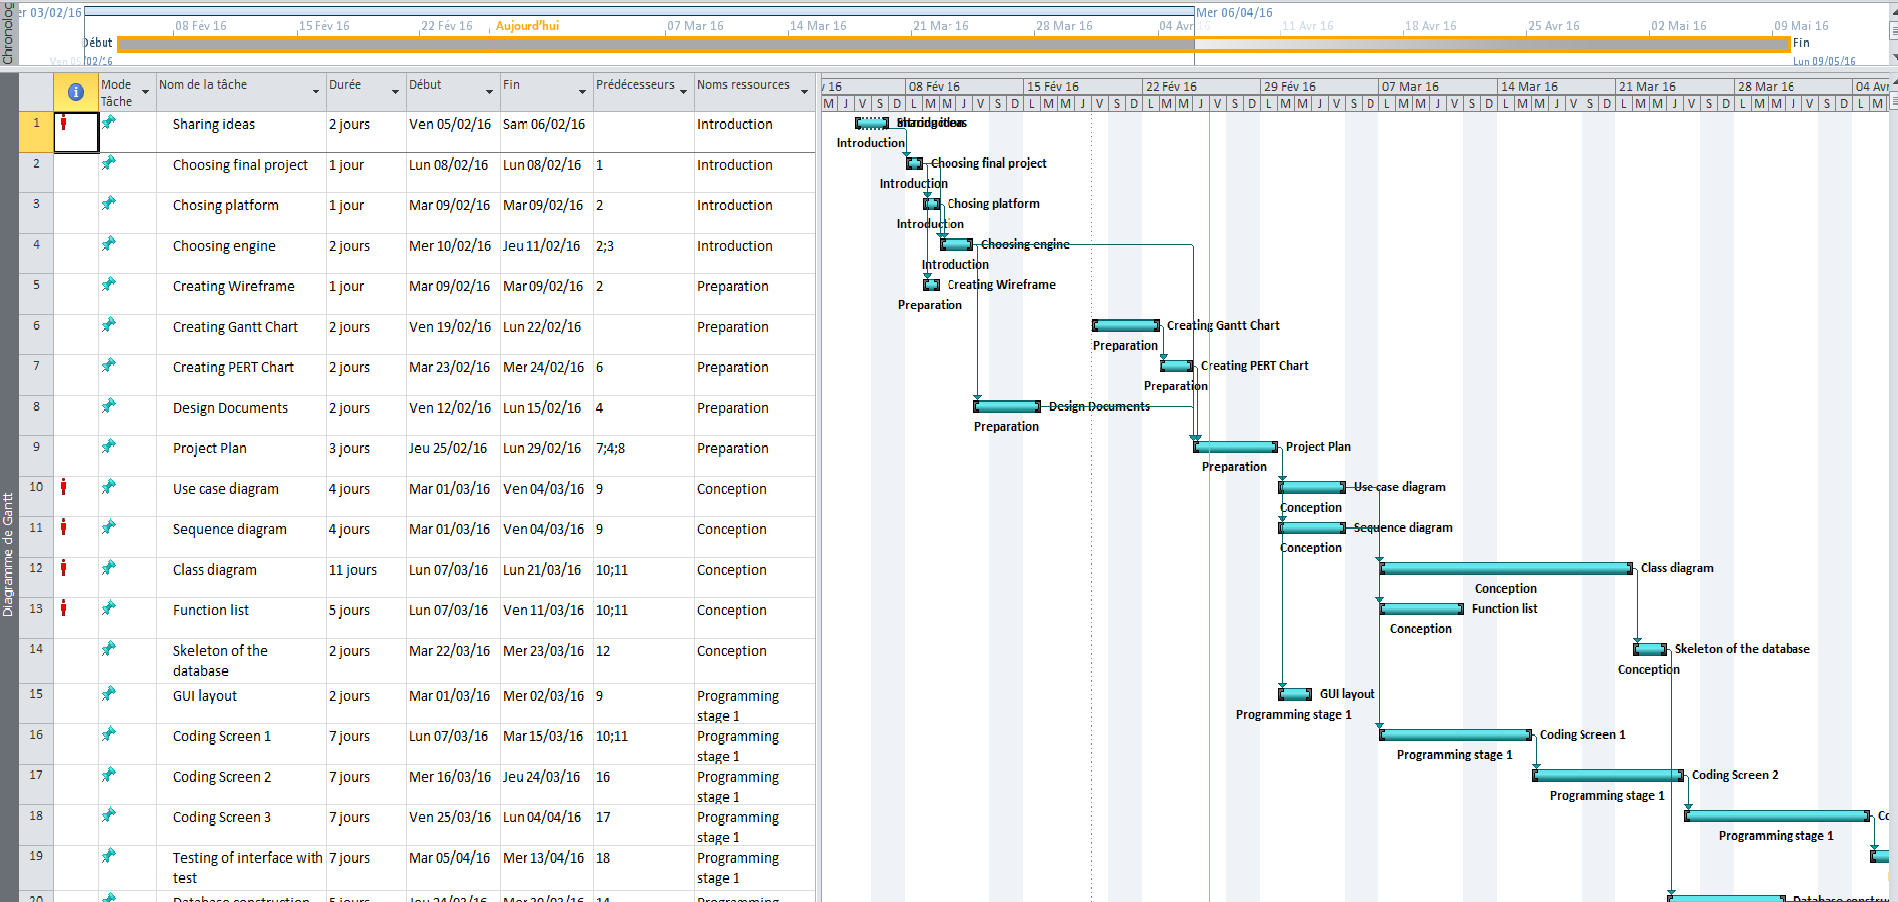 er 03/02/16
Mer 06/04/16
08 Fév 16
15 Fév 16
22 Fév 16
Aujourd'hui
07 Mar 16
14 Mar 16
21 Mar 16
28 Mar 16
04 Avr 16
11 Avr 16
18 Avr 16
25 Avr 16
02 Mai 16
09 Mai 16
Début
Fin
Ven 05/02/16
Lun 09/05/16
Chronolog
Diagramme de Gantt
Mode Tâche
Nom de la tâche
Durée
Début
Fin
Prédécesseurs
Noms ressources
1 Sharing ideas 2 jours Ven 05/02/16 Sam 06/02/16 Introduction
2 Choosing final project 1 jour Lun 08/02/16 Lun 08/02/16 1 Introduction
3 Chosing platform 1 jour Mar 09/02/16 Mar 09/02/16 2 Introduction
4 Choosing engine 2 jours Mer 10/02/16 Jeu 11/02/16 2;3 Introduction
5 Creating Wireframe 1 jour Mar 09/02/16 Mar 09/02/16 2 Preparation
6 Creating Gantt Chart 2 jours Ven 19/02/16 Lun 22/02/16 Preparation
7 Creating PERT Chart 2 jours Mar 23/02/16 Mer 24/02/16 6 Preparation
8 Design Documents 2 jours Ven 12/02/16 Lun 15/02/16 4 Preparation
9 Project Plan 3 jours Jeu 25/02/16 Lun 29/02/16 7;4;8 Preparation
10 Use case diagram 4 jours Mar 01/03/16 Ven 04/03/16 9 Conception
11 Sequence diagram 4 jours Mar 01/03/16 Ven 04/03/16 9 Conception
12 Class diagram 11 jours Lun 07/03/16 Lun 21/03/16 10;11 Conception
13 Function list 5 jours Lun 07/03/16 Ven 11/03/16 10;11 Conception
14 Skeleton of the database 2 jours Mar 22/03/16 Mer 23/03/16 12 Conception
15 GUI layout 2 jours Mar 01/03/16 Mer 02/03/16 9 Programming stage 1
16 Coding Screen 1 7 jours Lun 07/03/16 Mar 15/03/16 10;11 Programming stage 1
17 Coding Screen 2 7 jours Mer 16/03/16 Jeu 24/03/16 16 Programming stage 1
18 Coding Screen 3 7 jours Ven 25/03/16 Lun 04/04/16 17 Programming stage 1
19 Testing of interface with test 7 jours Mar 05/04/16 Mer 13/04/16 18 Programming stage 1
20 Database construction 5 jours Jeu 24/03/16 Mer 30/03/16 14 Programming
/ 16 08 Fév 16 15 Fév 16 22 Fév 16 29 Fév 16 07 Mar 16 14 Mar 16 21 Mar 16 28 Mar 16 04 Avr
M J V S D L M M J V S D L M M J V S D L M M J V S D L M M J V S D L M M J V S D L M M J V S D L M M J V S D L M M J V S D L M
Introduction
Choosing final project
Introduction
Chosing platform
Introduction
Choosing engine
Introduction
Creating Wireframe
Preparation
Creating Gantt Chart
Preparation
Creating PERT Chart
Preparation
Design Documents
Preparation
Project Plan
Preparation
Use case diagram
Conception
Sequence diagram
Conception
Class diagram
Conception
Function list
Conception
Skeleton of the database
Conception
GUI layout
Programming stage 1
Coding Screen 1
Programming stage 1
Coding Screen 2
Programming stage 1
Co
Programming stage 1
Database constru